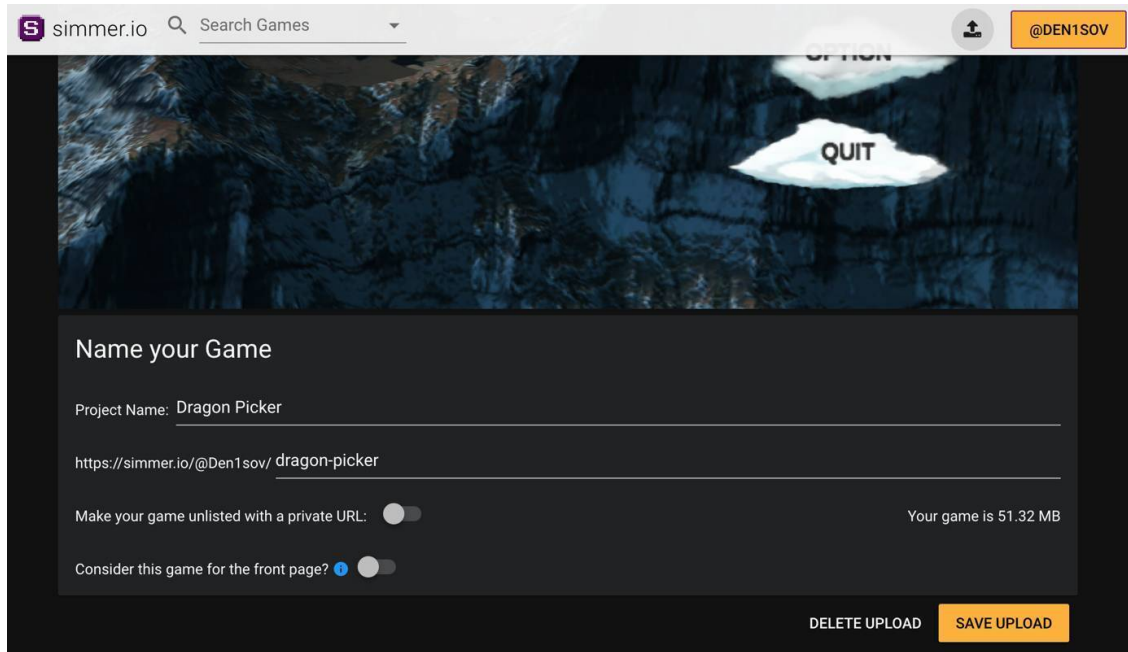 S simmer.io Search Games @DEN1SOV
OPTION
QUIT
Name your Game
Project Name: Dragon Picker
https://simmer.io/@Den1sov/ dragon-picker
Make your game unlisted with a private URL: Your game is 51.32 MB
Consider this game for the front page? i
DELETE UPLOAD SAVE UPLOAD